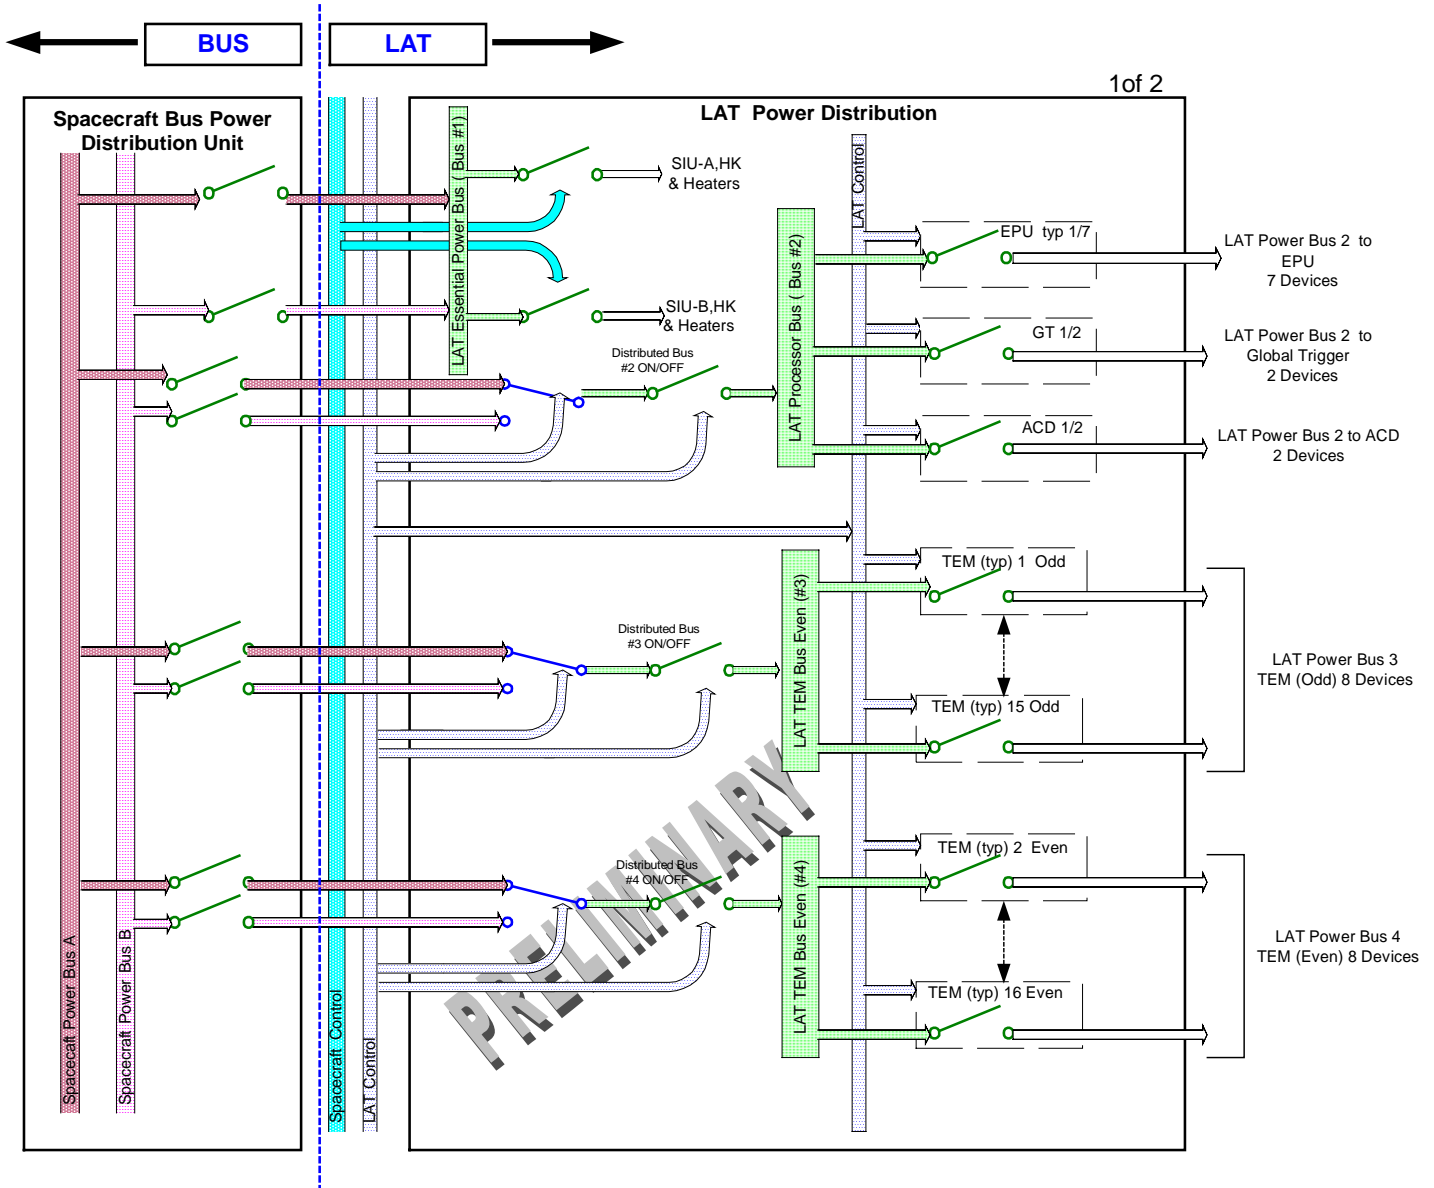 BUS
LAT
1of 2
Spacecraft Bus Power
Distribution Unit
LAT Power Distribution
Spacecaft Power Bus A
Spacecraft Power Bus B
Spacecraft Control
LAT Control
LAT Essential Power Bus ( Bus #1)
SIU-A,HK
& Heaters
SIU-B,HK
& Heaters
Distributed Bus
#2 ON/OFF
LAT Processor Bus ( Bus #2)
LAT Control
EPU typ 1/7
LAT Power Bus 2 to
EPU
7 Devices
GT 1/2
LAT Power Bus 2 to
Global Trigger
2 Devices
ACD 1/2
LAT Power Bus 2 to ACD
2 Devices
Distributed Bus
#3 ON/OFF
LAT TEM Bus Even (#3)
TEM (typ) 1 Odd
TEM (typ) 15 Odd
LAT Power Bus 3
TEM (Odd) 8 Devices
Distributed Bus
#4 ON/OFF
LAT TEM Bus Even (#4)
TEM (typ) 2 Even
TEM (typ) 16 Even
LAT Power Bus 4
TEM (Even) 8 Devices
PRELIMINARY